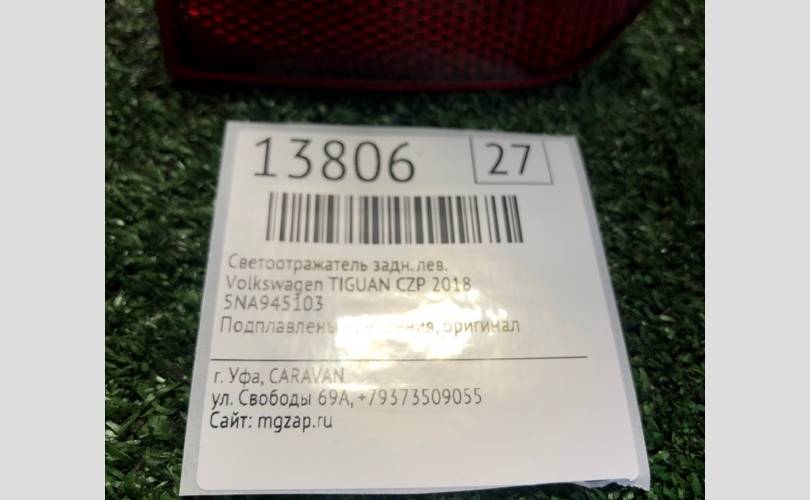 13806 27
Светоотражатель задн. лев.
Volkswagen TIGUAN CZP 2018
5NA945103
Подплавлены крепления, оригинал
г. Уфа, CARAVAN
ул. Свободы 69А, +79373509055
Сайт: mgzap.ru